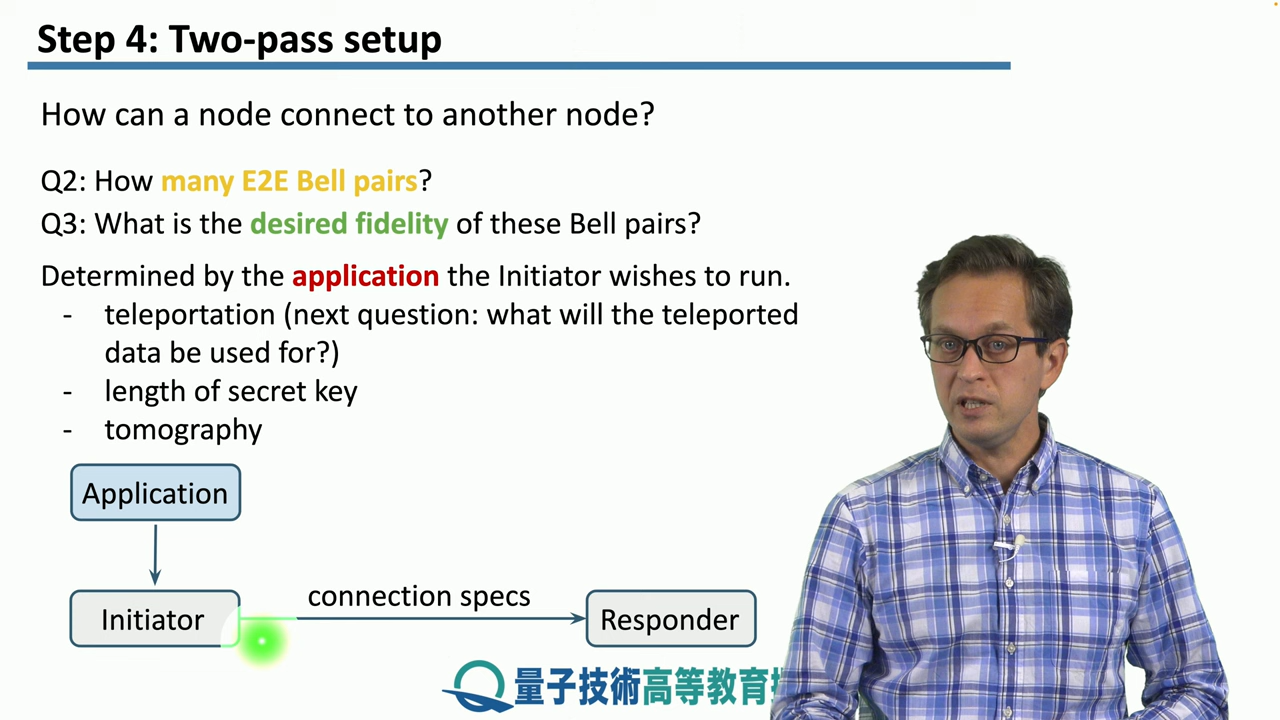 Step 4: Two-pass setup
How can a node connect to another node?
Q2: How many E2E Bell pairs?
Q3: What is the desired fidelity of these Bell pairs?
Determined by the application the Initiator wishes to run.
- teleportation (next question: what will the teleported
data be used for?)
- length of secret key
- tomography
Application
connection specs
Initiator
Responder
量子技術高等教育